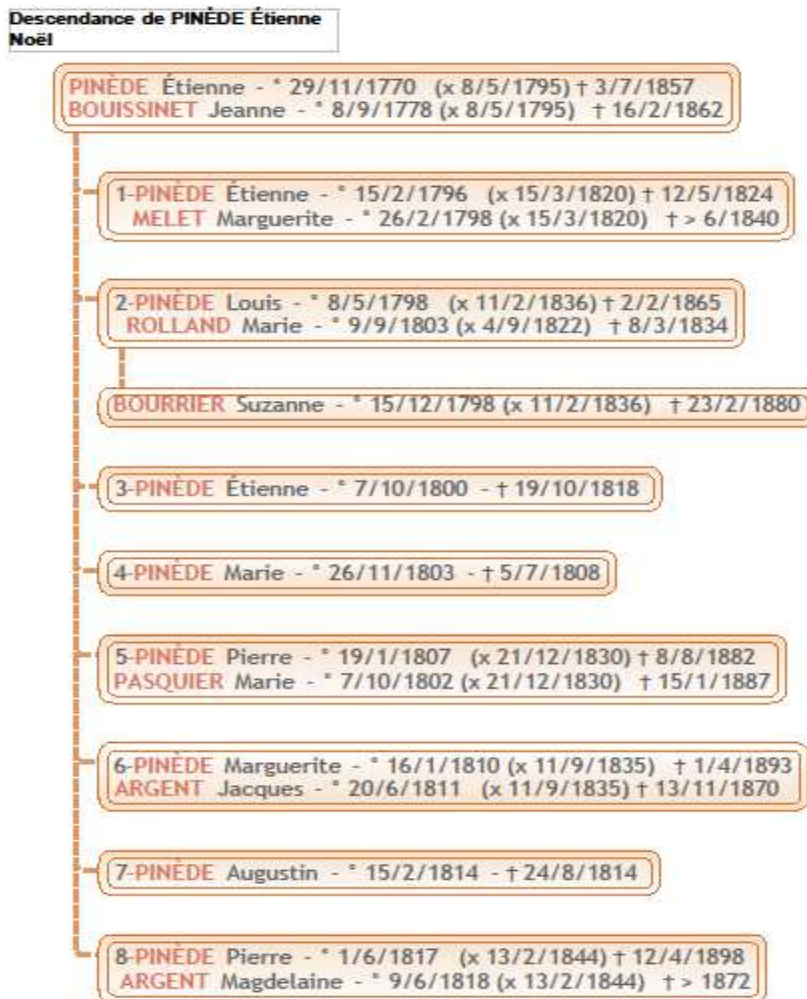 Descendance de PINÈDE Étienne
Noël
PINÈDE Étienne - ° 29/11/1770 (x 8/5/1795) † 3/7/1857
BOUISSINET Jeanne - ° 8/9/1778 (x 8/5/1795) † 16/2/1862
1-PINÈDE Étienne - ° 15/2/1796 (x 15/3/1820) † 12/5/1824
MELET Marguerite - ° 26/2/1798 (x 15/3/1820) † > 6/1840
2-PINÈDE Louis - ° 8/5/1798 (x 11/2/1836) † 2/2/1865
ROLLAND Marie - ° 9/9/1803 (x 4/9/1822) † 8/3/1834
BOURRIER Suzanne - ° 15/12/1798 (x 11/2/1836) † 23/2/1880
3-PINÈDE Étienne - ° 7/10/1800 - † 19/10/1818
4-PINÈDE Marie - ° 26/11/1803 - † 5/7/1808
5-PINÈDE Pierre - ° 19/1/1807 (x 21/12/1830) † 8/8/1882
PASQUIER Marie - ° 7/10/1802 (x 21/12/1830) † 15/1/1887
6-PINÈDE Marguerite - ° 16/1/1810 (x 11/9/1835) † 1/4/1893
ARGENT Jacques - ° 20/6/1811 (x 11/9/1835) † 13/11/1870
7-PINÈDE Augustin - ° 15/2/1814 - † 24/8/1814
8-PINÈDE Pierre - ° 1/6/1817 (x 13/2/1844) † 12/4/1898
ARGENT Magdelaine - ° 9/6/1818 (x 13/2/1844) † > 1872